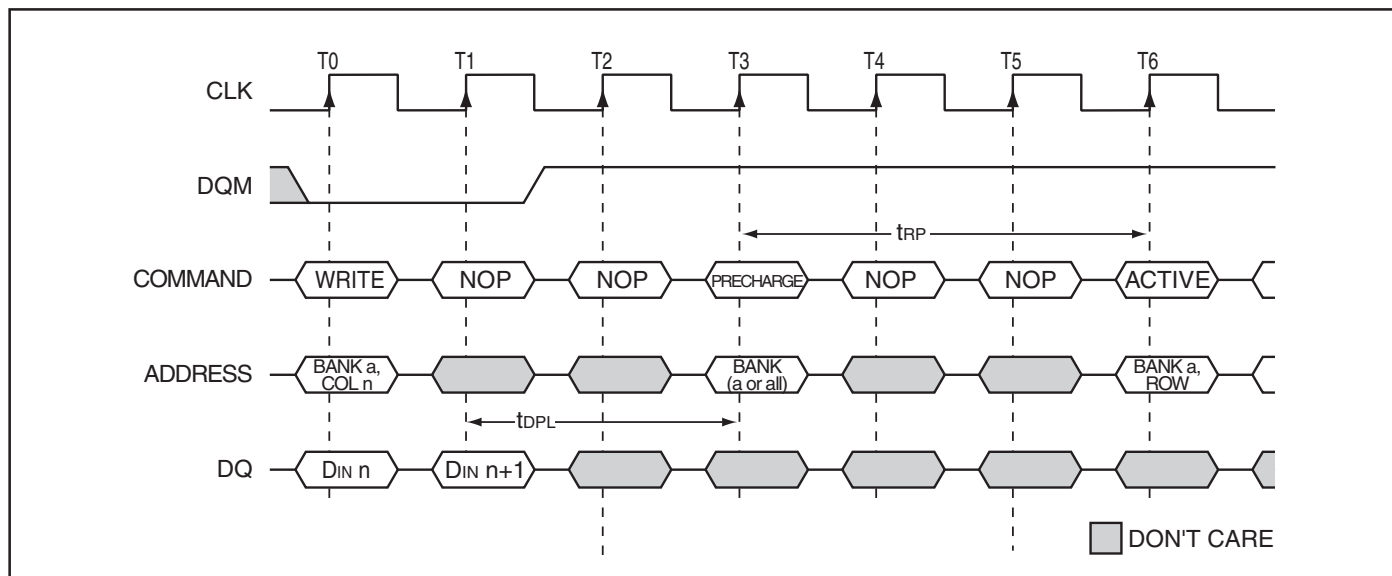 T0 T1 T2 T3 T4 T5 T6
CLK
DQM
tRP
COMMAND WRITE NOP NOP PRECHARGE NOP NOP ACTIVE
ADDRESS
BANK a,
COL n
BANK
(a or all)
BANK a,
ROW
tDPL
DQ DIN n DIN n+1
DON'T CARE